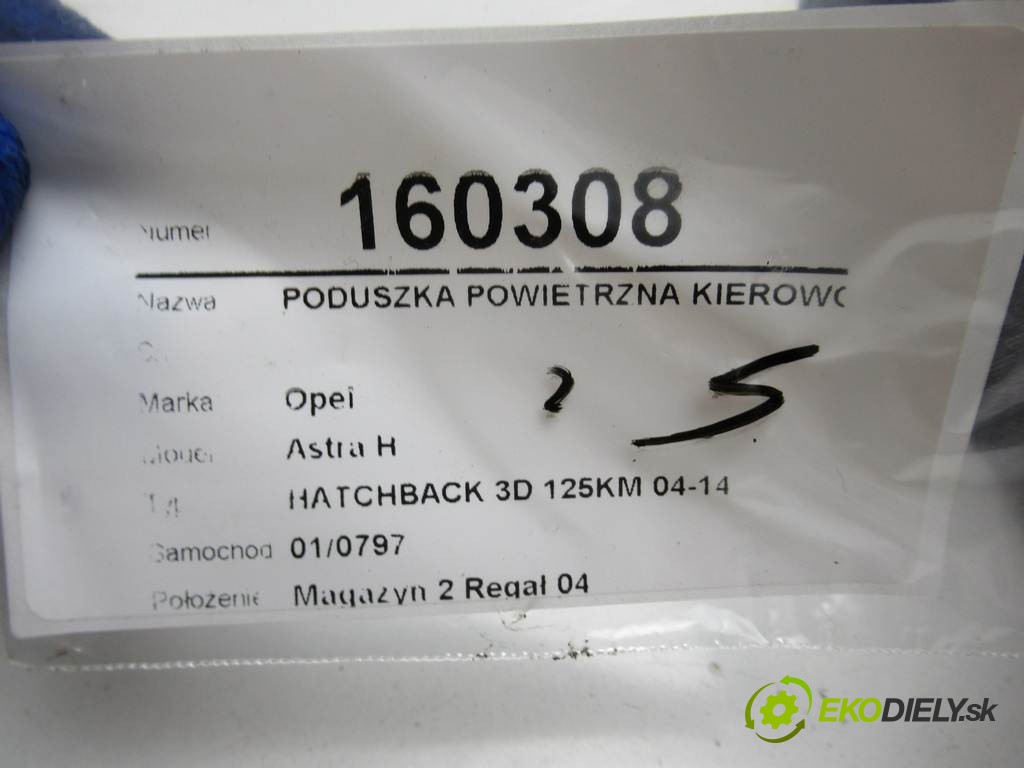 Numer 160308
Nazwa PODUSZKA POWIETRZNA KIEROWC
Marka Opel 2 5
Model Astra H
Typ HATCHBACK 3D 125KM 04-14
Samochod 01/0797
Położenie Magazyn 2 Regał 04
EKODIELY.sk